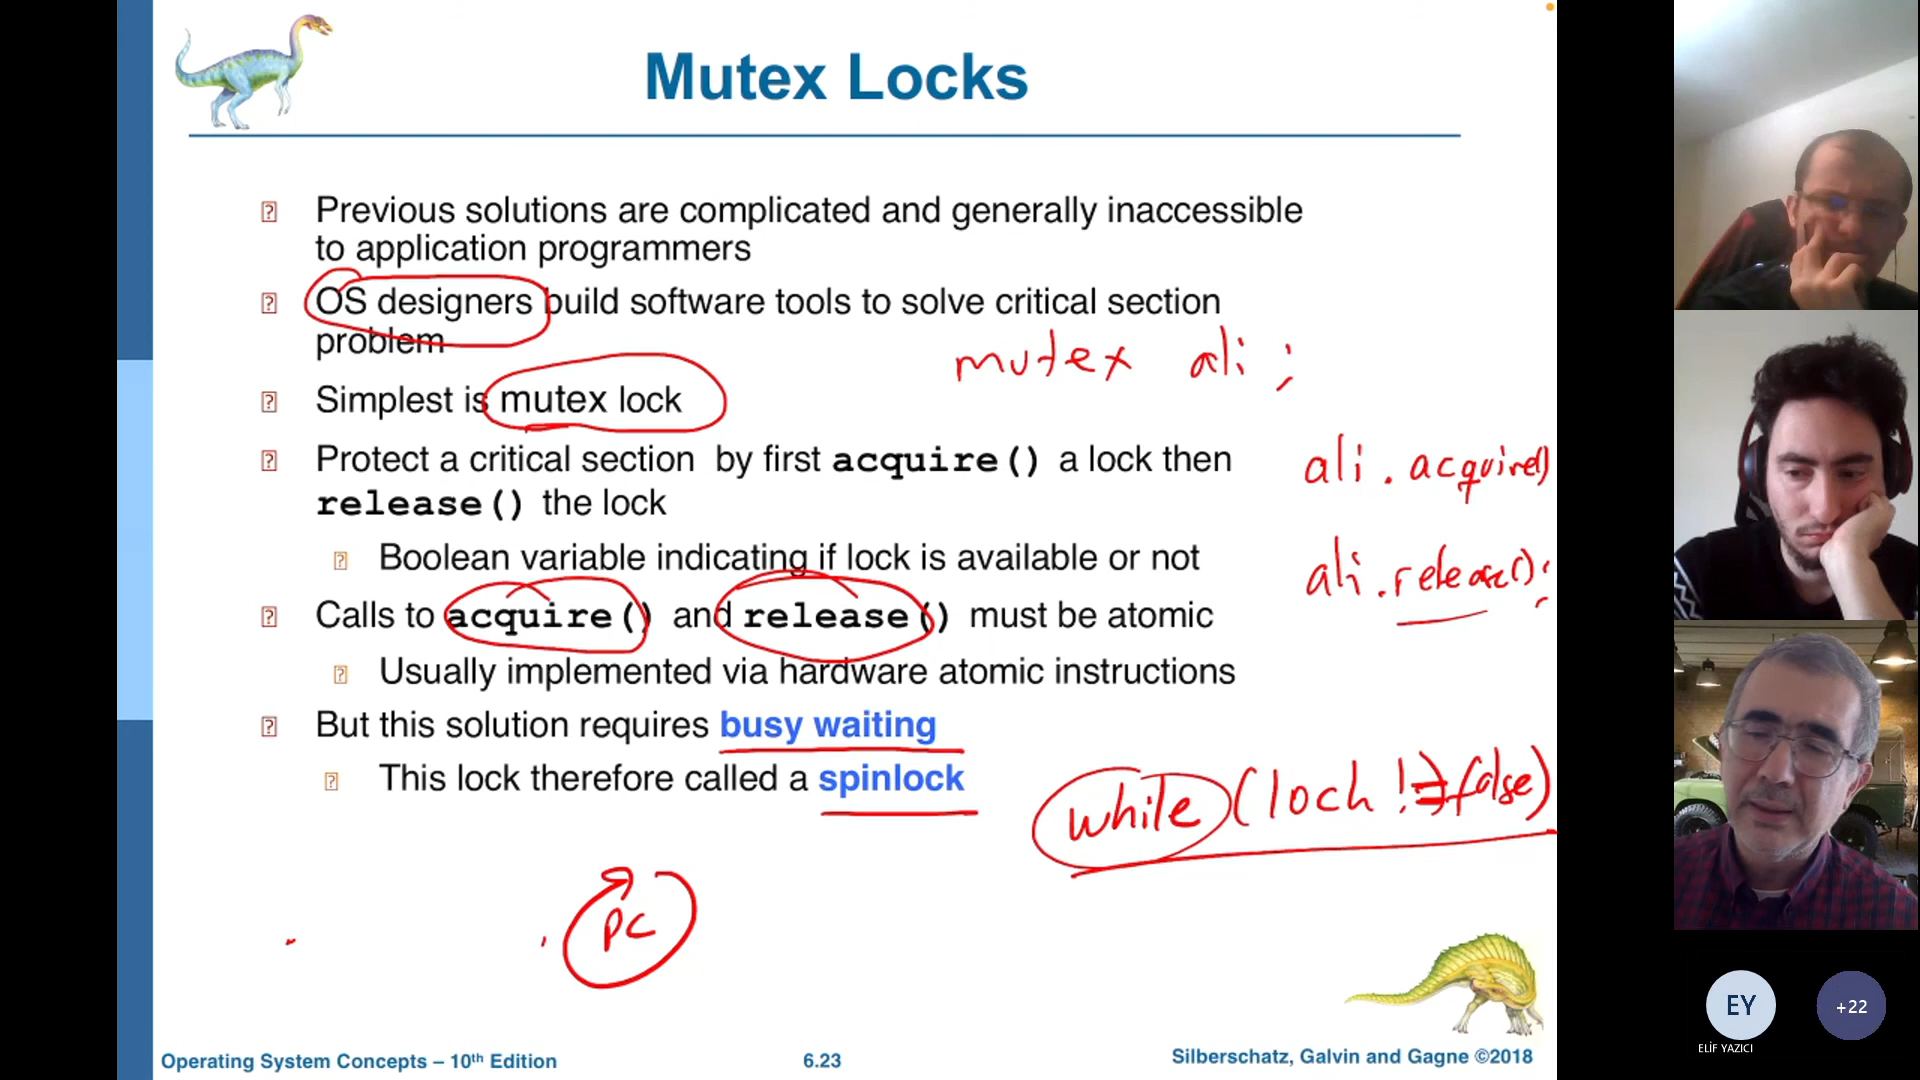 Mutex Locks
Previous solutions are complicated and generally inaccessible
to application programmers
OS designers build software tools to solve critical section
problem
mutex ali ;
Simplest is mutex lock
Protect a critical section by first acquire() a lock then
release() the lock
ali.acquire()
Boolean variable indicating if lock is available or not
ali.release();
Calls to acquire() and release() must be atomic
Usually implemented via hardware atomic instructions
But this solution requires busy waiting
This lock therefore called a spinlock
while (lock != false)
PC
Operating System Concepts – 10th Edition
6.23
Silberschatz, Galvin and Gagne ©2018
EY
+22
ELİF YAZICI